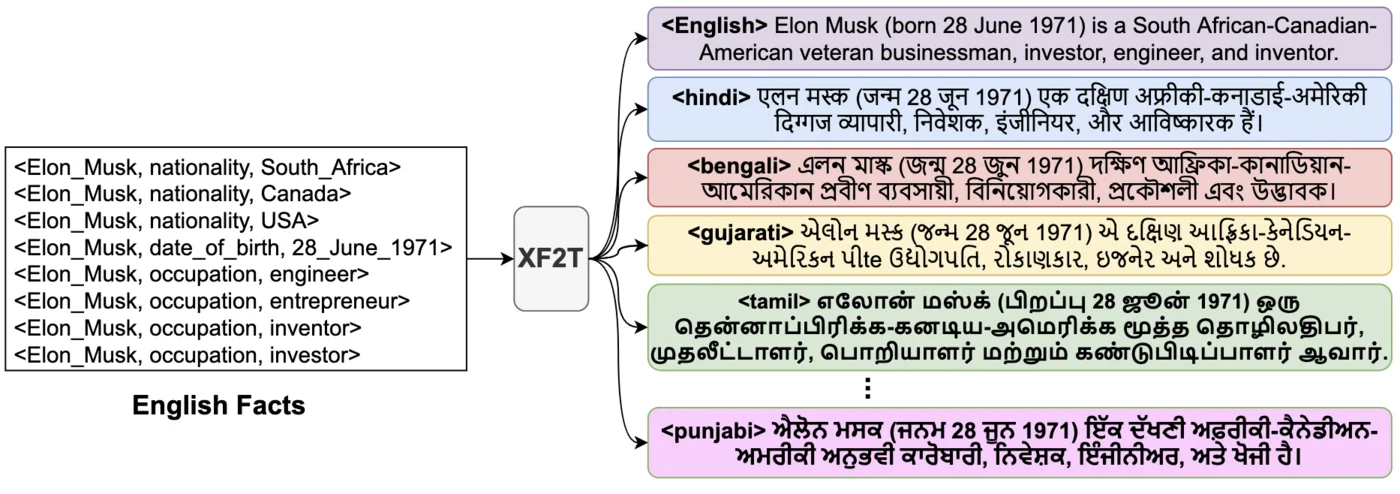 <Elon_Musk, nationality, South_Africa>
<Elon_Musk, nationality, Canada>
<Elon_Musk, nationality, USA>
<Elon_Musk, date_of_birth, 28_June_1971>
<Elon_Musk, occupation, engineer>
<Elon_Musk, occupation, entrepreneur>
<Elon_Musk, occupation, inventor>
<Elon_Musk, occupation, investor>
English Facts
XF2T
<English> Elon Musk (born 28 June 1971) is a South African-Canadian-
American veteran businessman, investor, engineer, and inventor.
<hindi> एलन मस्क (जन्म 28 जून 1971) एक दक्षिण अफ्रीकी-कनाडाई-अमेरिकी
दिग्गज व्यापारी, निवेशक, इंजीनियर, और आविष्कारक हैं।
<bengali> এলন মাস্ক (জন্ম 28 জুন 1971) দক্ষিণ আফ্রিকা-কানাডিয়ান-
আমেরিকান প্রবীণ ব্যবসায়ী, বিনিয়োগকারী, প্রকৌশলী এবং উদ্ভাবক।
<gujarati> એલોન મસ્ક (જન્મ 28 જૂન 1971) એ દક્ષિણ આફ્રિકા-કેનેડિયન-
અમેરિકન પીte ઉદ્યોગપતિ, રોકાણકાર, ઇજનેર અને શોધક છે.
<tamil> எலோன் மஸ்க் (பிறப்பு 28 ஜூன் 1971) ஒரு
தென்னாப்பிரிக்க-கனடிய-அமெரிக்க மூத்த தொழிலதிபர்,
முதலீட்டாளர், பொறியாளர் மற்றும் கண்டுபிடிப்பாளர் ஆவார்.
<punjabi> ਐਲੋਨ ਮਸਕ (ਜਨਮ 28 ਜੂਨ 1971) ਇੱਕ ਦੱਖਣੀ ਅਫ਼ਰੀਕੀ-ਕੈਨੇਡੀਅਨ-
ਅਮਰੀਕੀ ਅਨੁਭਵੀ ਕਾਰੋਬਾਰੀ, ਨਿਵੇਸ਼ਕ, ਇੰਜੀਨੀਅਰ, ਅਤੇ ਖੋਜੀ ਹੈ।